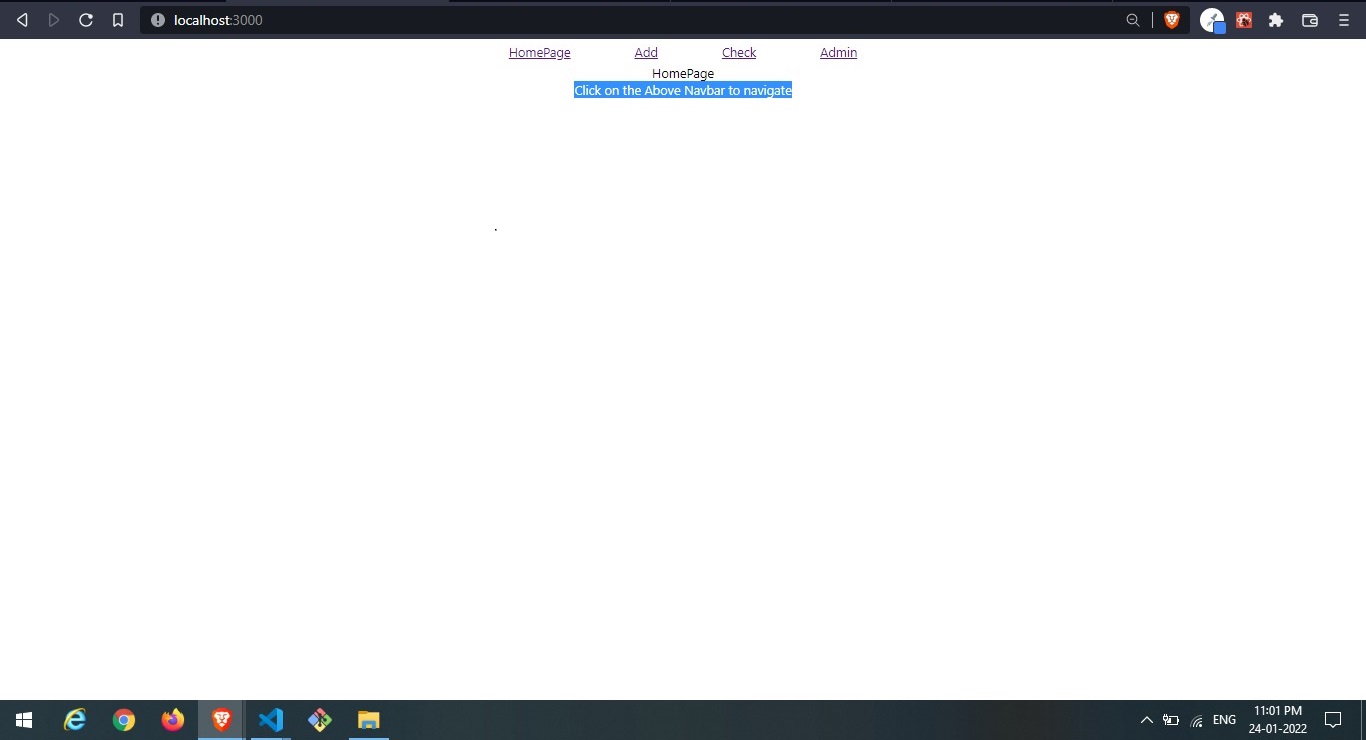 localhost:3000
HomePage Add Check Admin
HomePage
Click on the Above Navbar to navigate
ENG
11:01 PM
24-01-2022